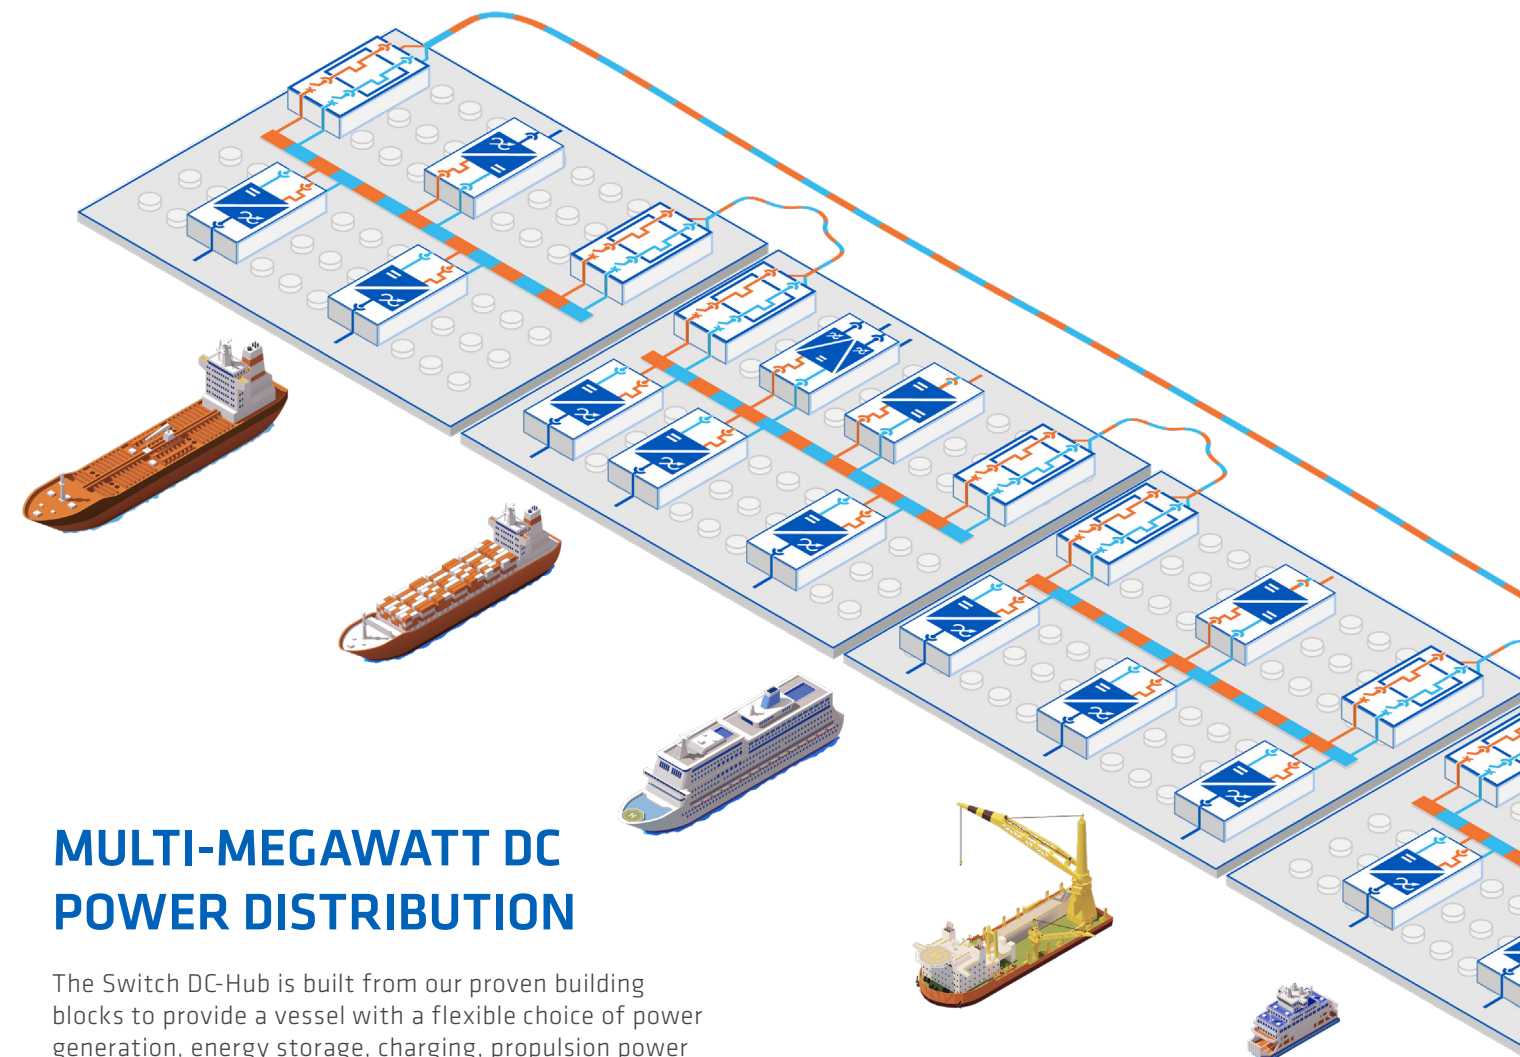 MULTI-MEGAWATT DC
POWER DISTRIBUTION
The Switch DC-Hub is built from our proven building
blocks to provide a vessel with a flexible choice of power
generation, energy storage, charging, propulsion power